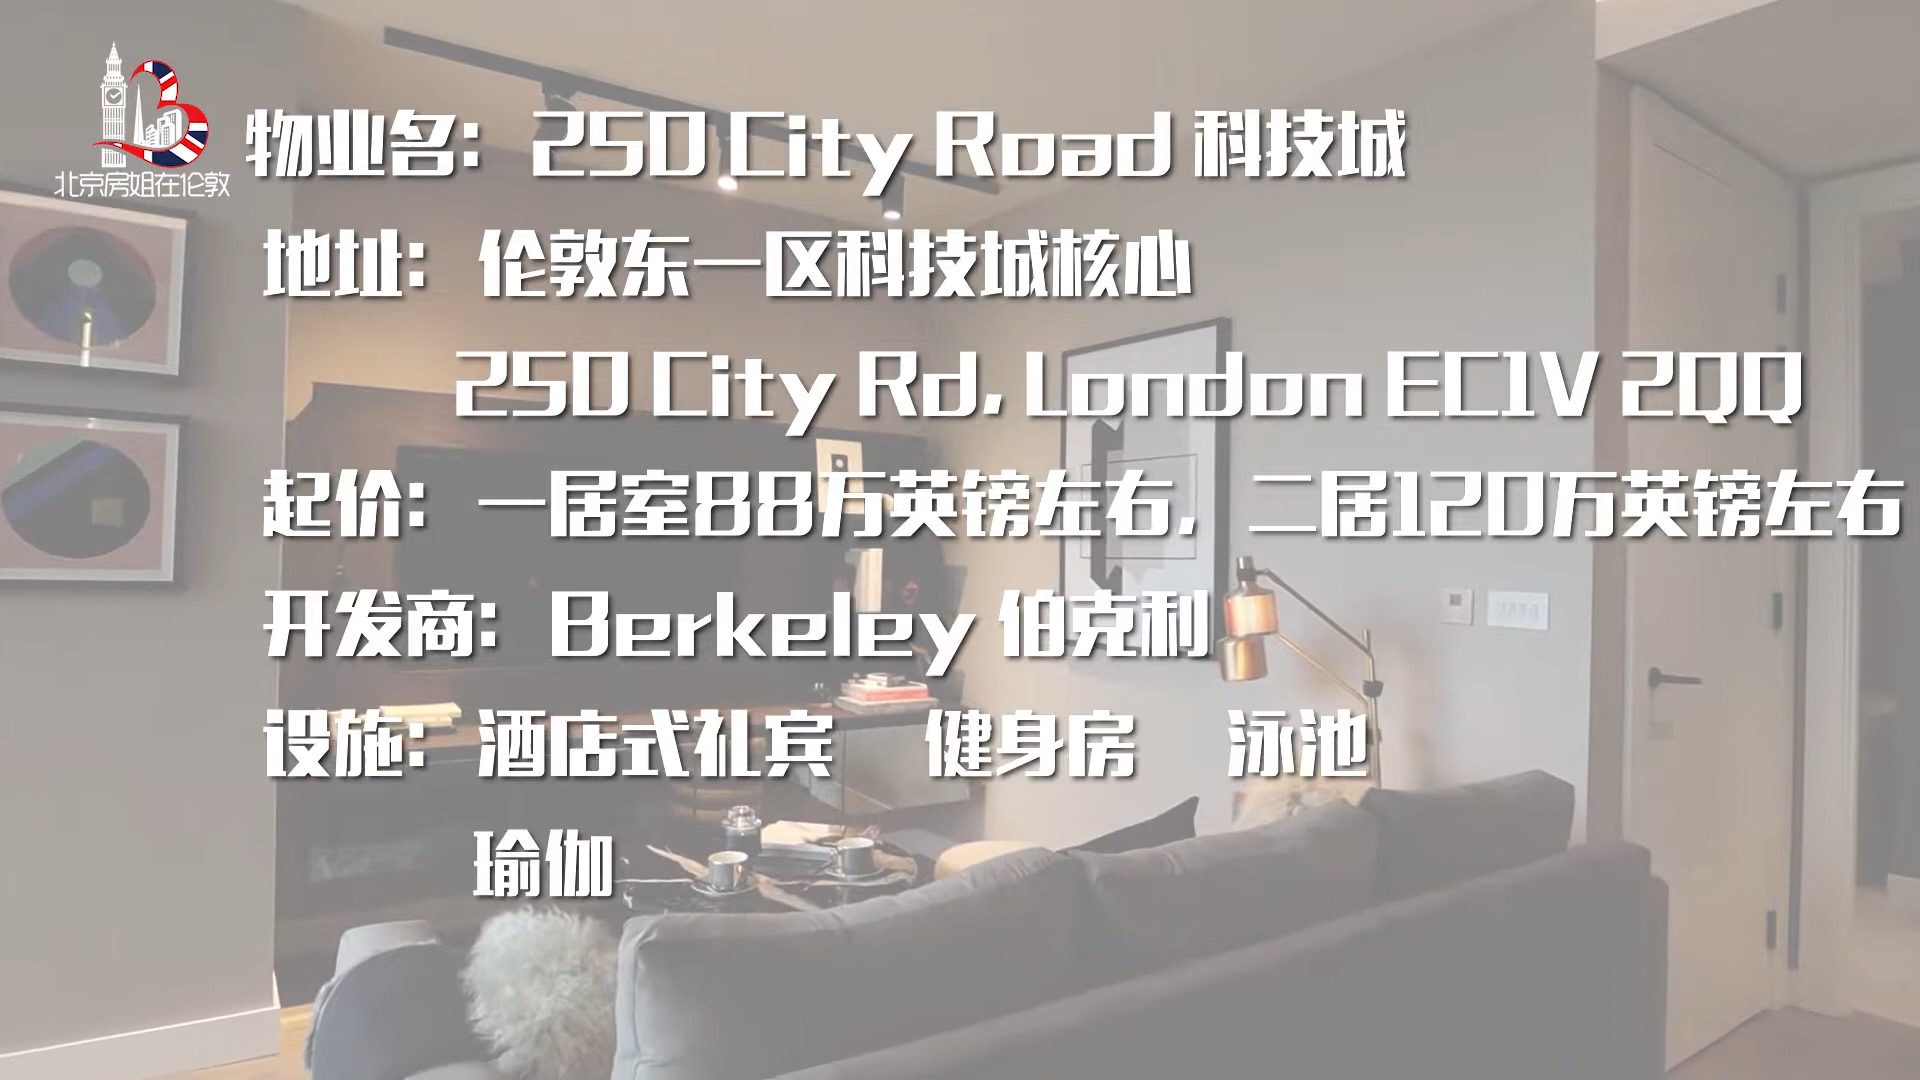 北京房姐在伦敦
物业名：250 City Road 科技城
地址：伦敦东一区科技城核心
250 City Rd, London EC1V 2QQ
起价：一居室88万英镑左右，二居120万英镑左右
开发商：Berkeley 伯克利
设施：酒店式礼宾 健身房 泳池
瑜伽